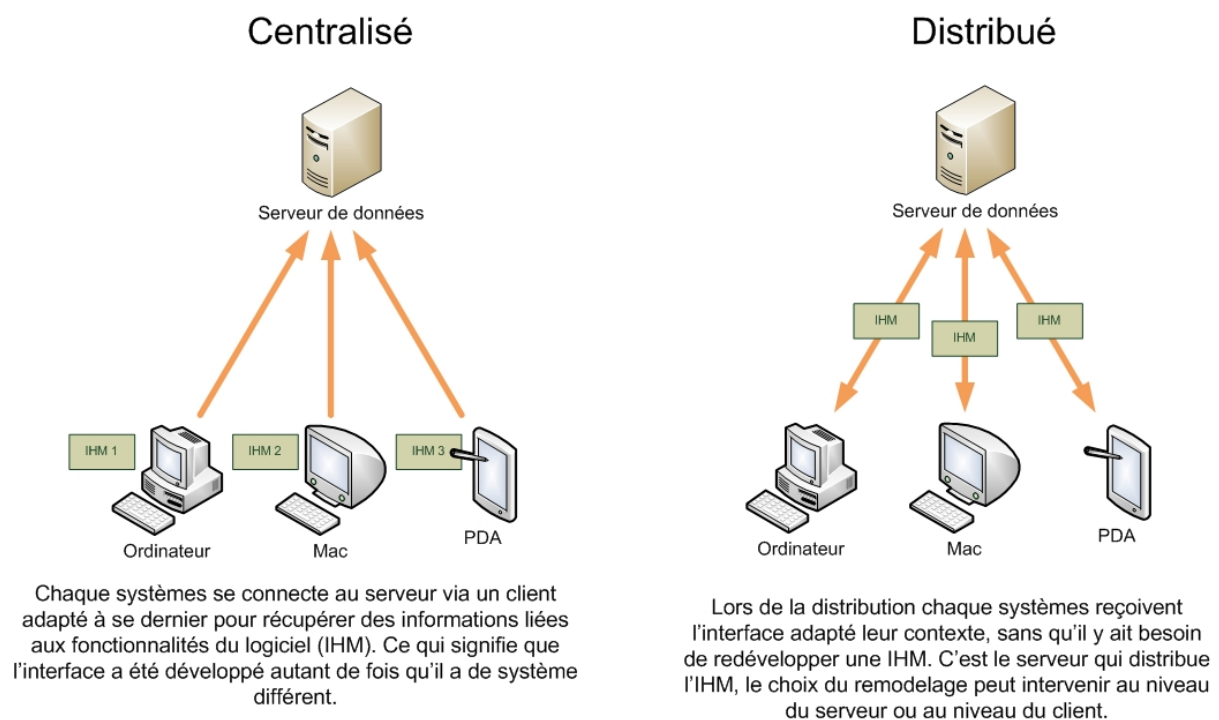 Centralisé
Serveur de données
IHM 1
IHM 2
IHM 3
Ordinateur
Mac
PDA
Chaque systèmes se connecte au serveur via un client
adapté à se dernier pour récupérer des informations liées
aux fonctionnalités du logiciel (IHM). Ce qui signifie que
l’interface a été développé autant de fois qu’il a de système
différent.
Distribué
Serveur de données
IHM
IHM
IHM
Ordinateur
Mac
PDA
Lors de la distribution chaque systèmes reçoivent
l’interface adapté leur contexte, sans qu’il y ait besoin
de redévelopper une IHM. C’est le serveur qui distribue
l’IHM, le choix du remodelage peut intervenir au niveau
du serveur ou au niveau du client.